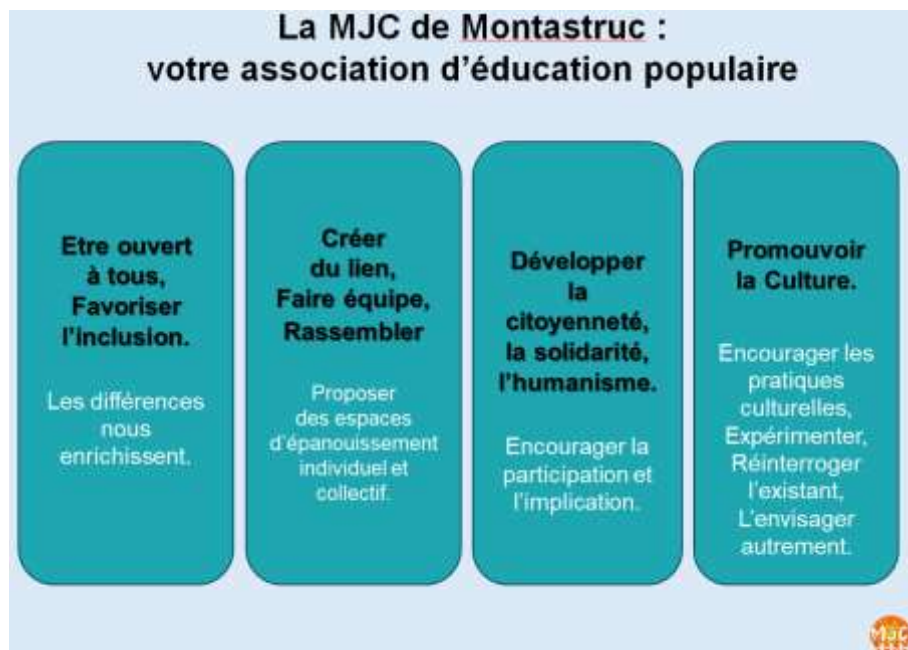 La MJC de Montastruc :
votre association d'éducation populaire
Etre ouvert
à tous,
Favoriser
l'inclusion.
Les différences
nous
enrichissent.
Créer
du lien,
Faire équipe,
Rassembler
Proposer
des espaces
d'épanouissement
individuel et
collectif.
Développer
la
citoyenneté,
la solidarité,
l'humanisme.
Encourager la
participation et
l'implication.
Promouvoir
la Culture.
Encourager les
pratiques
culturelles,
Expérimenter,
Réinterroger
l'existant,
L'envisager
autrement.
MJC